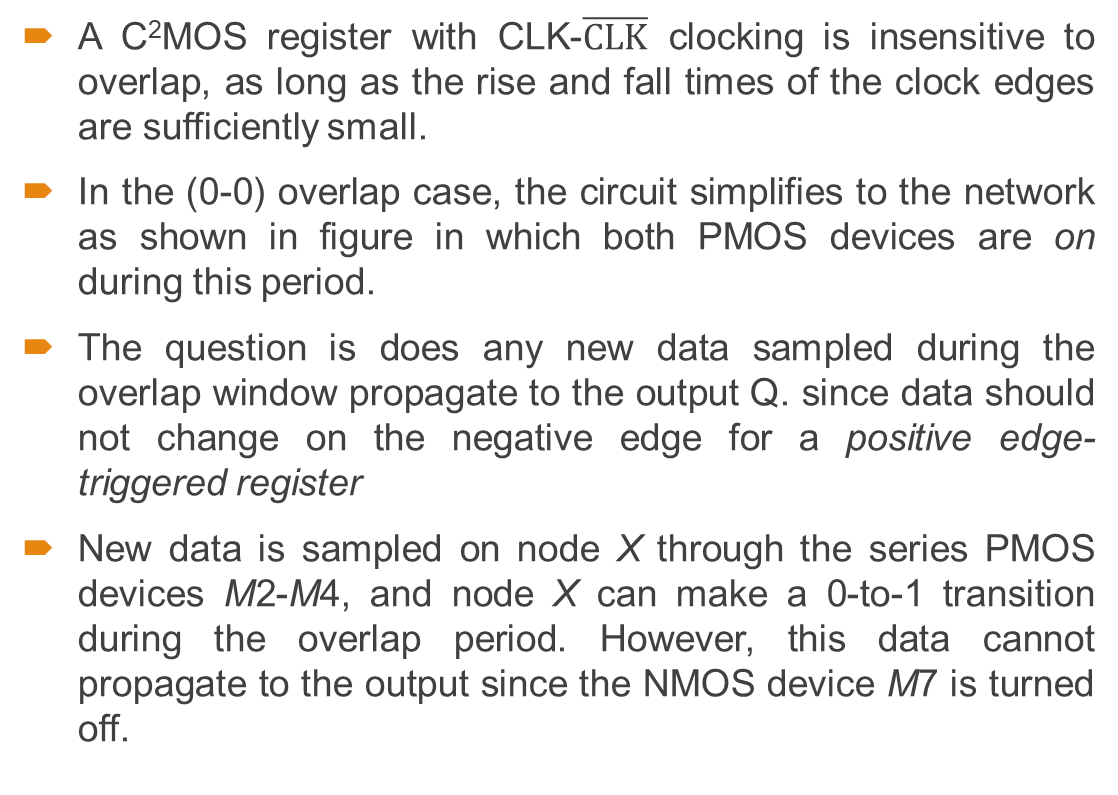 A C²MOS register with CLK-C̅L̅K̅ clocking is insensitive to
overlap, as long as the rise and fall times of the clock edges
are sufficiently small.
In the (0-0) overlap case, the circuit simplifies to the network
as shown in figure in which both PMOS devices are on
during this period.
The question is does any new data sampled during the
overlap window propagate to the output Q. since data should
not change on the negative edge for a positive edge-
triggered register
New data is sampled on node X through the series PMOS
devices M2-M4, and node X can make a 0-to-1 transition
during the overlap period. However, this data cannot
propagate to the output since the NMOS device M7 is turned
off.